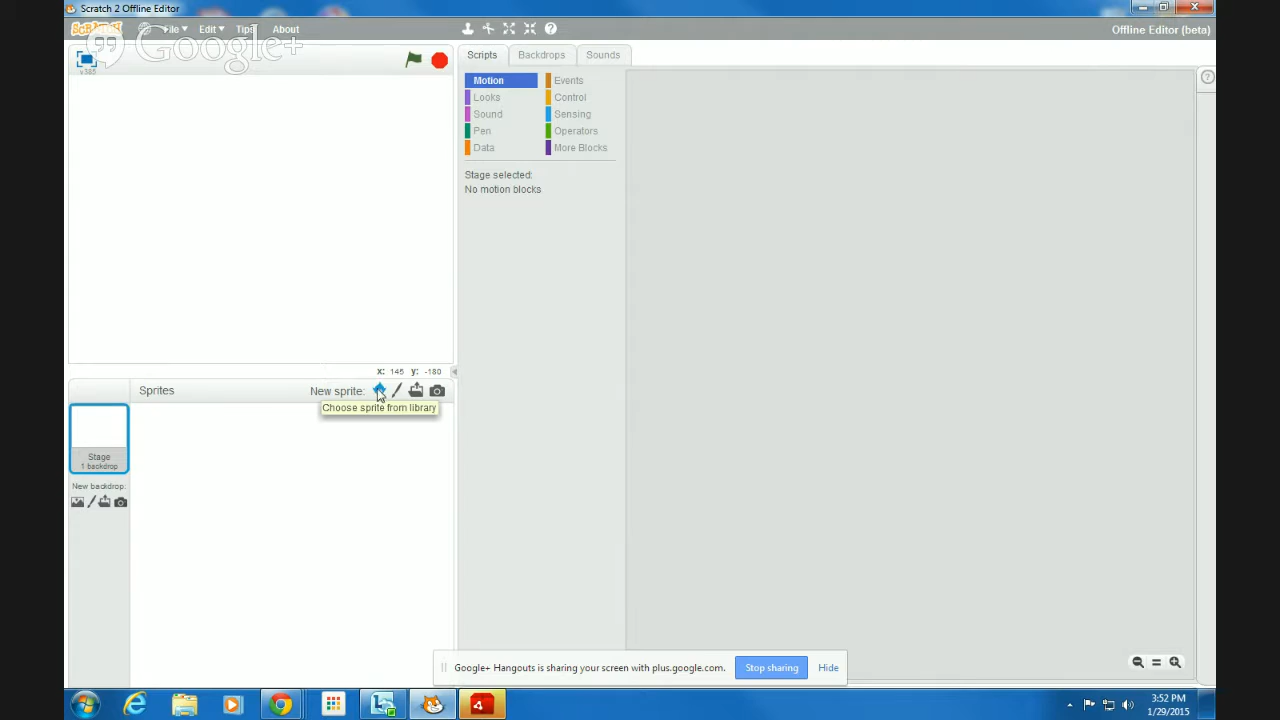 Scratch 2 Offline Editor
SCRATCH File Edit Tips About
Offline Editor (beta)
Google+
v385
Scripts Backdrops Sounds
Motion Events
Looks Control
Sound Sensing
Pen Operators
Data More Blocks
Stage selected:
No motion blocks
x: 145 y: -180
Sprites New sprite:
Choose sprite from library
Stage
1 backdrop
New backdrop:
Google+ Hangouts is sharing your screen with plus.google.com. Stop sharing Hide
3:52 PM
1/29/2015